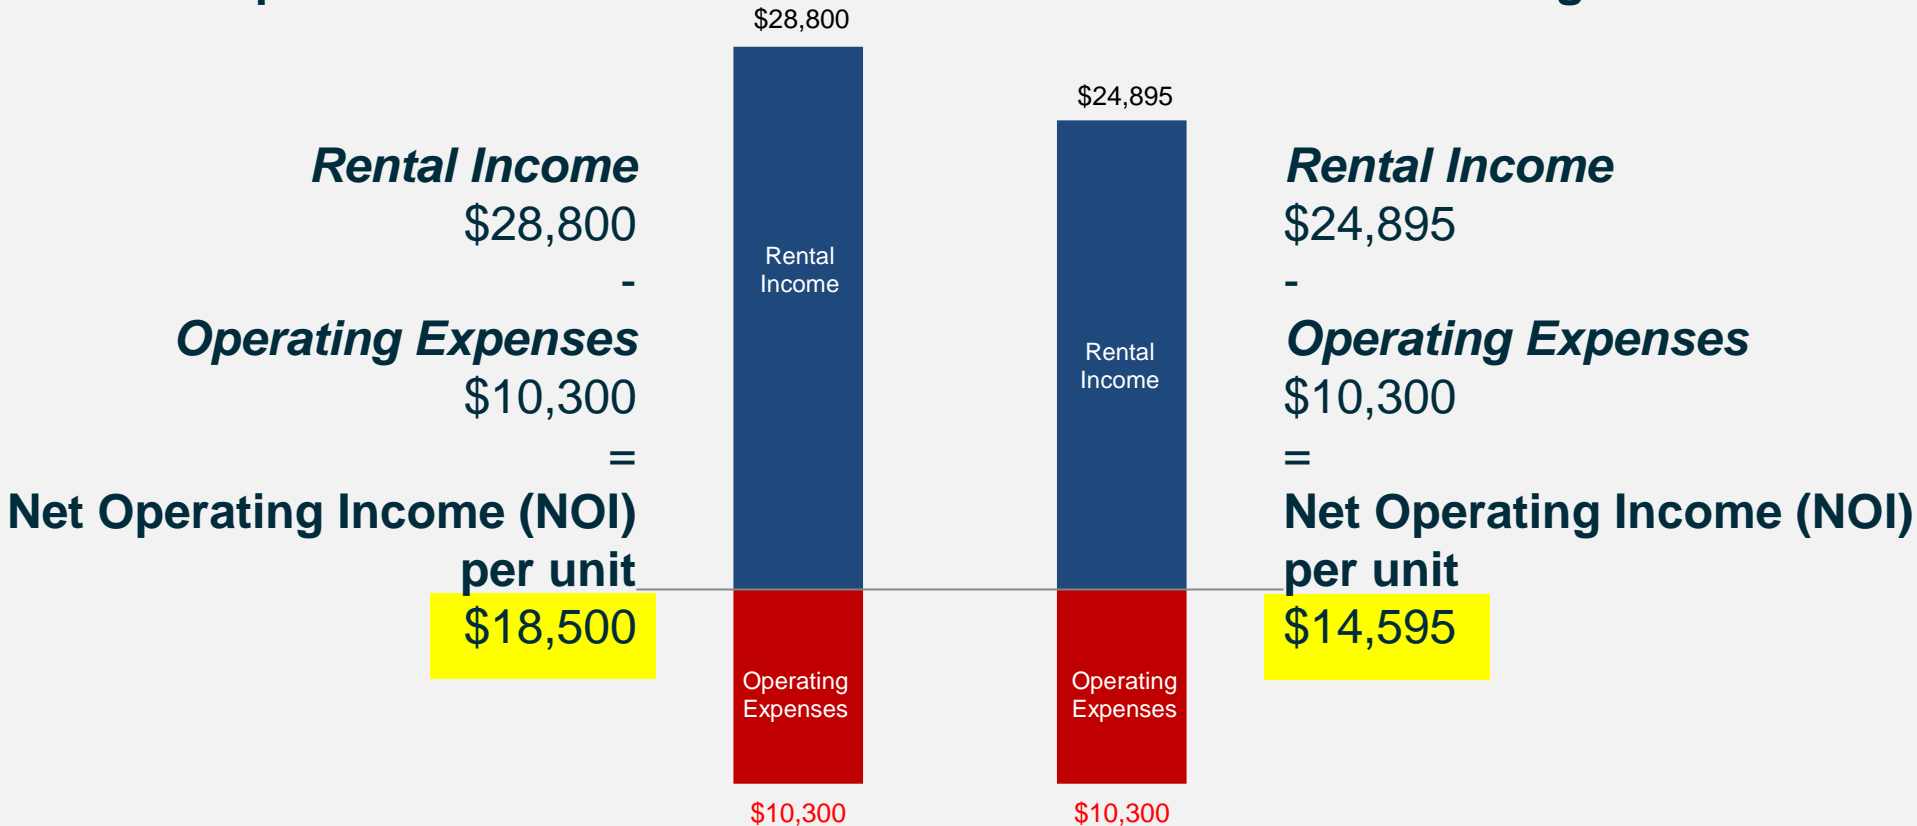 $28,800
$24,895
Rental Income
$28,800
-
Operating Expenses
$10,300
=
Net Operating Income (NOI)
per unit
$18,500
Rental
Income
Operating
Expenses
$10,300
Rental
Income
Operating
Expenses
$10,300
Rental Income
$24,895
-
Operating Expenses
$10,300
=
Net Operating Income (NOI)
per unit
$14,595